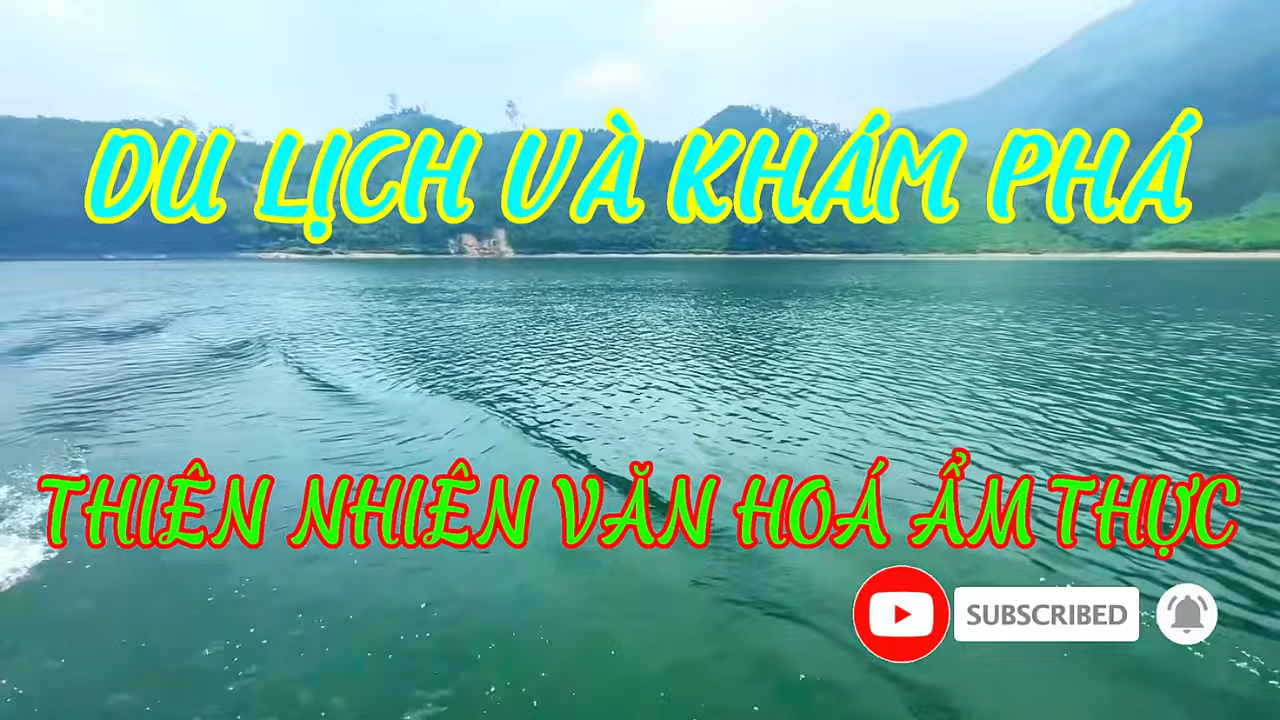 DU LỊCH VÀ KHÁM PHÁ
THIÊN NHIÊN VĂN HOÁ ẨM THỰC
SUBSCRIBED